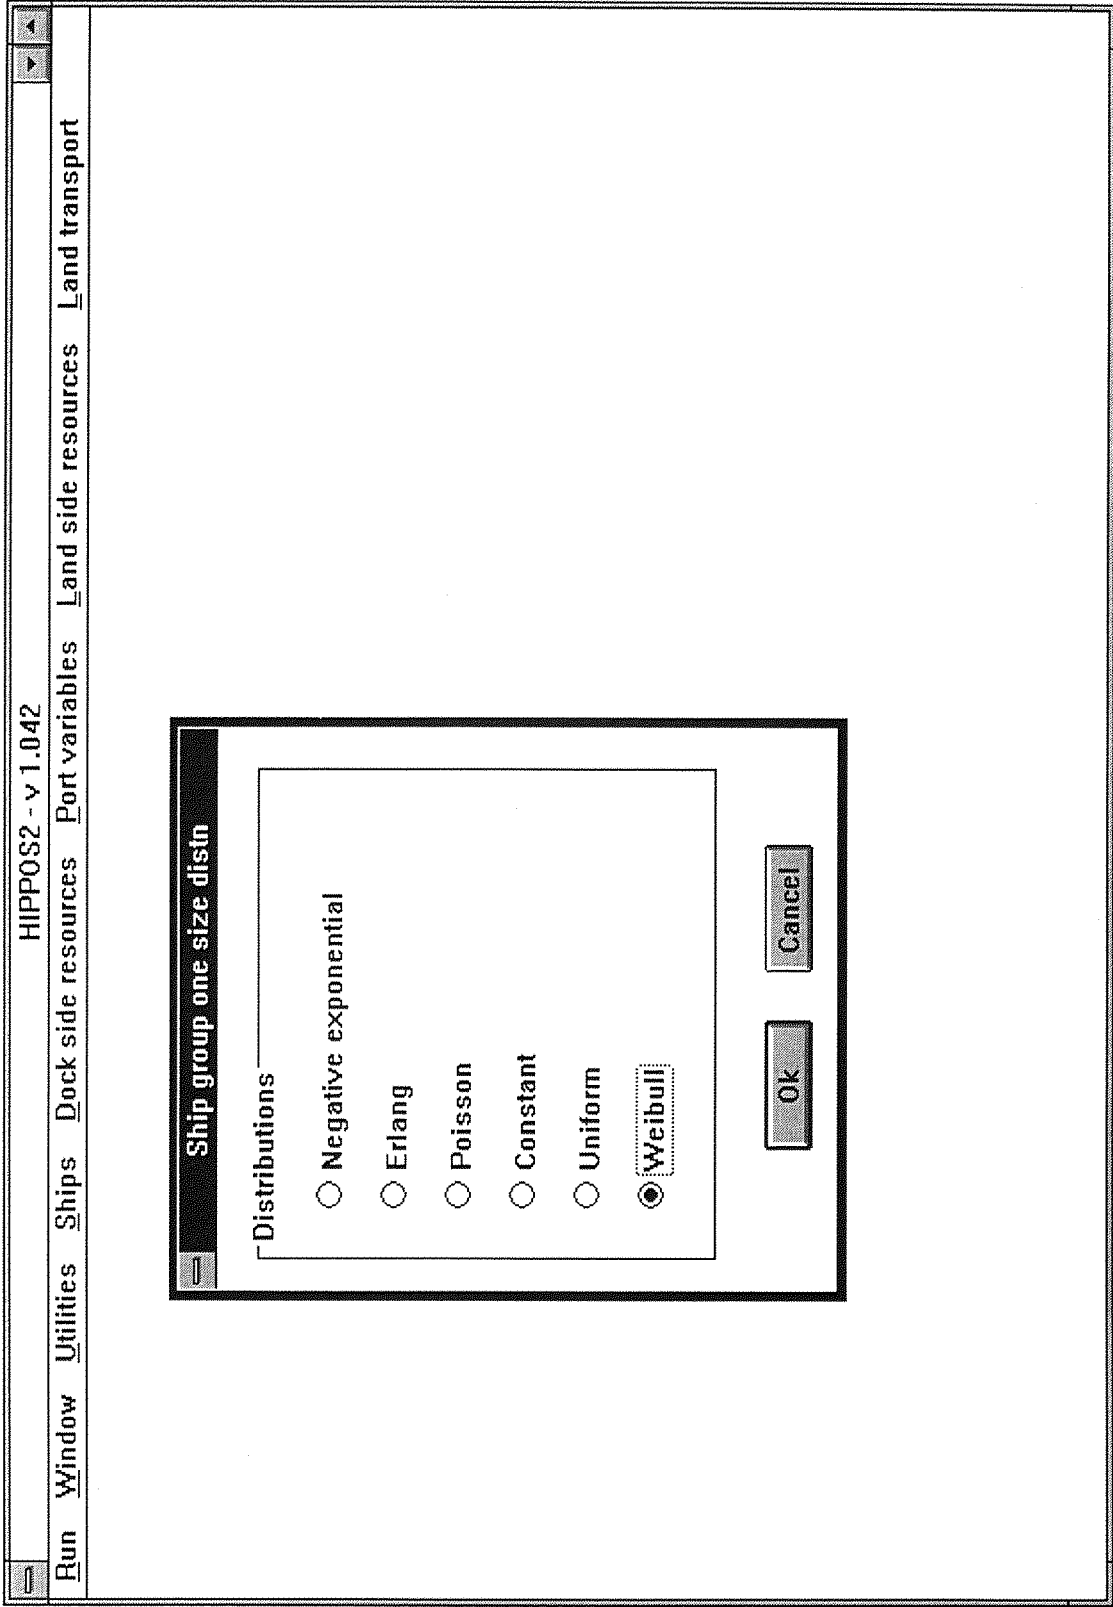 HIPPOS2 - v 1.042
Run Window Utilities Ships Dock side resources Port variables Land side resources Land transport
Ship group one size distn
Distributions
Negative exponential
Erlang
Poisson
Constant
Uniform
Weibull
Ok Cancel